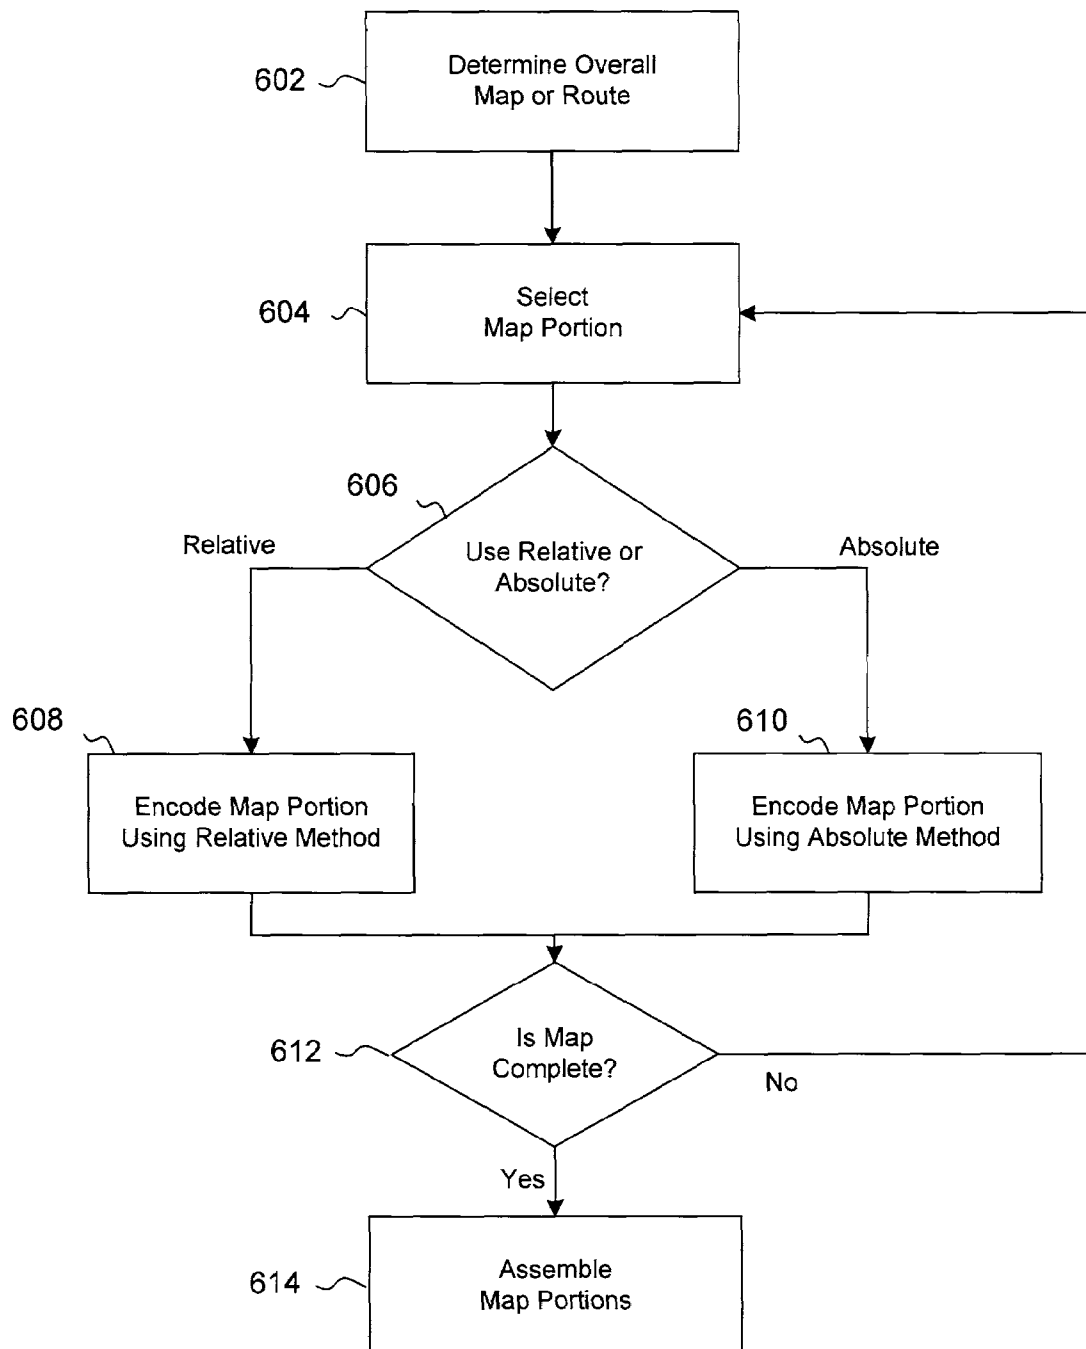 602
Determine Overall
Map or Route
604
Select
Map Portion
606
Relative
Use Relative or
Absolute?
Absolute
608
610
Encode Map Portion
Using Relative Method
Encode Map Portion
Using Absolute Method
612
Is Map
Complete?
No
Yes
614
Assemble
Map Portions